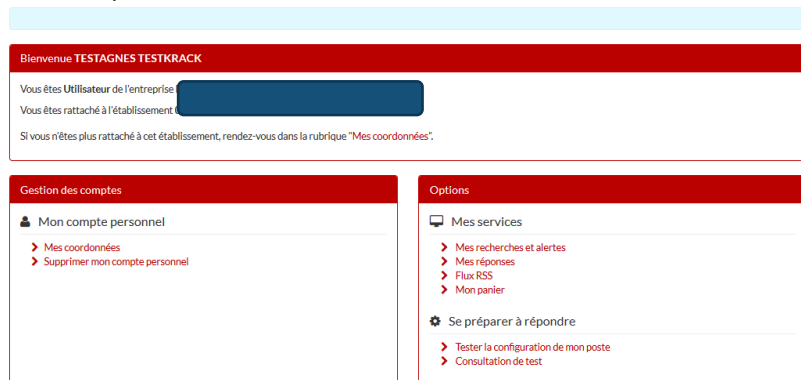 Bienvenue TESTAGNES TESTKRACK
Vous êtes Utilisateur de l'entreprise
Vous êtes rattaché à l'établissement
Si vous n'êtes plus rattaché à cet établissement, rendez-vous dans la rubrique "Mes coordonnées".
Gestion des comptes
Mon compte personnel
Mes coordonnées
Supprimer mon compte personnel
Options
Mes services
Mes recherches et alertes
Mes réponses
Flux RSS
Mon panier
Se préparer à répondre
Tester la configuration de mon poste
Consultation de test